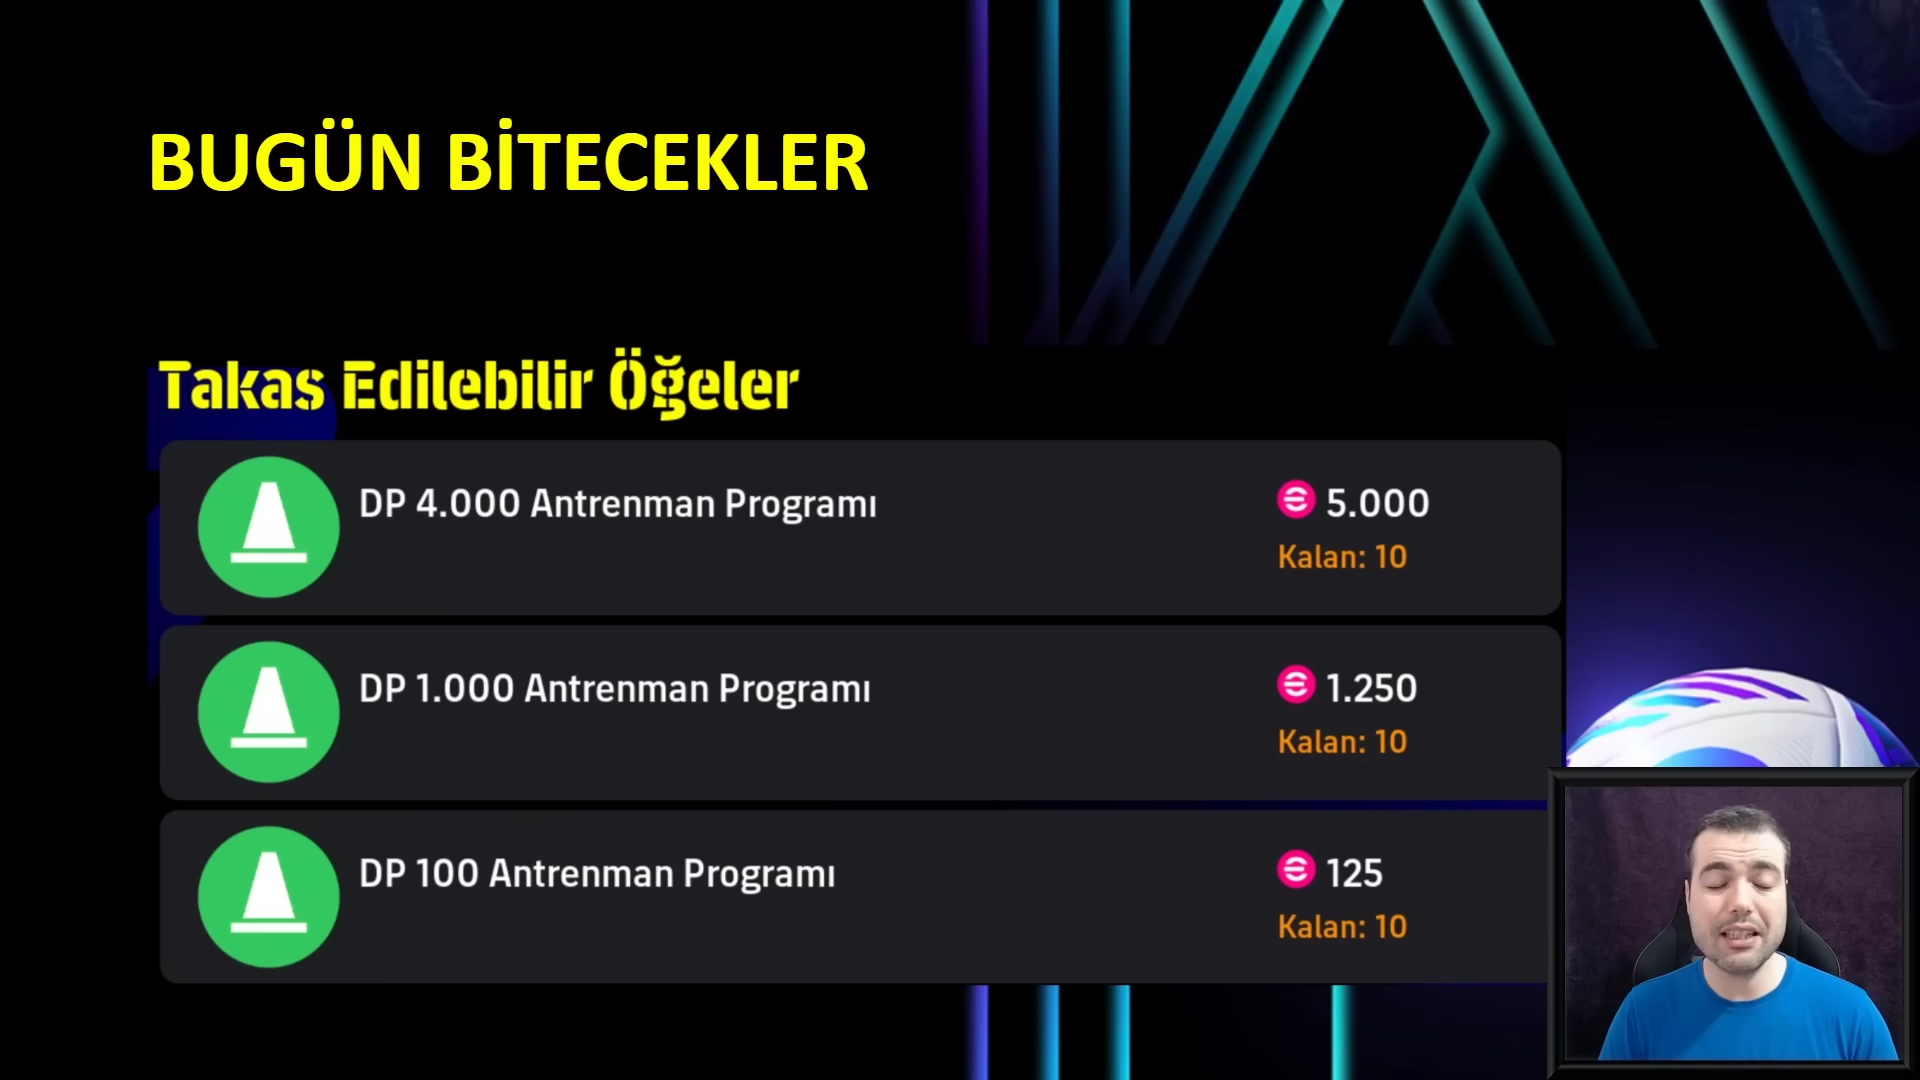 BUGÜN BİTECEKLER
Takas Edilebilir Öğeler
DP 4.000 Antrenman Programı
5.000
Kalan: 10
DP 1.000 Antrenman Programı
1.250
Kalan: 10
DP 100 Antrenman Programı
125
Kalan: 10